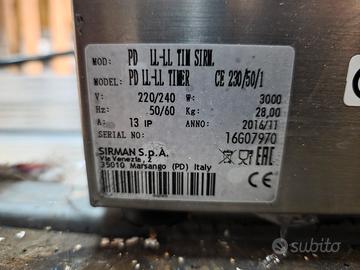 MOD: PD LL-LL TIM SIRM.
MODEL: PD LL-LL TIMER CE 230/50/1
V: 220/240 W: 3000
Hz: 50/60 Kg: 28,00
A: 13 IP ANNO: 2016/11
SERIAL NO: 16G07970
SIRMAN S.p.A.
Via Venezia, 2
35010 Marsango (PD) Italy
EAC
CE
subito